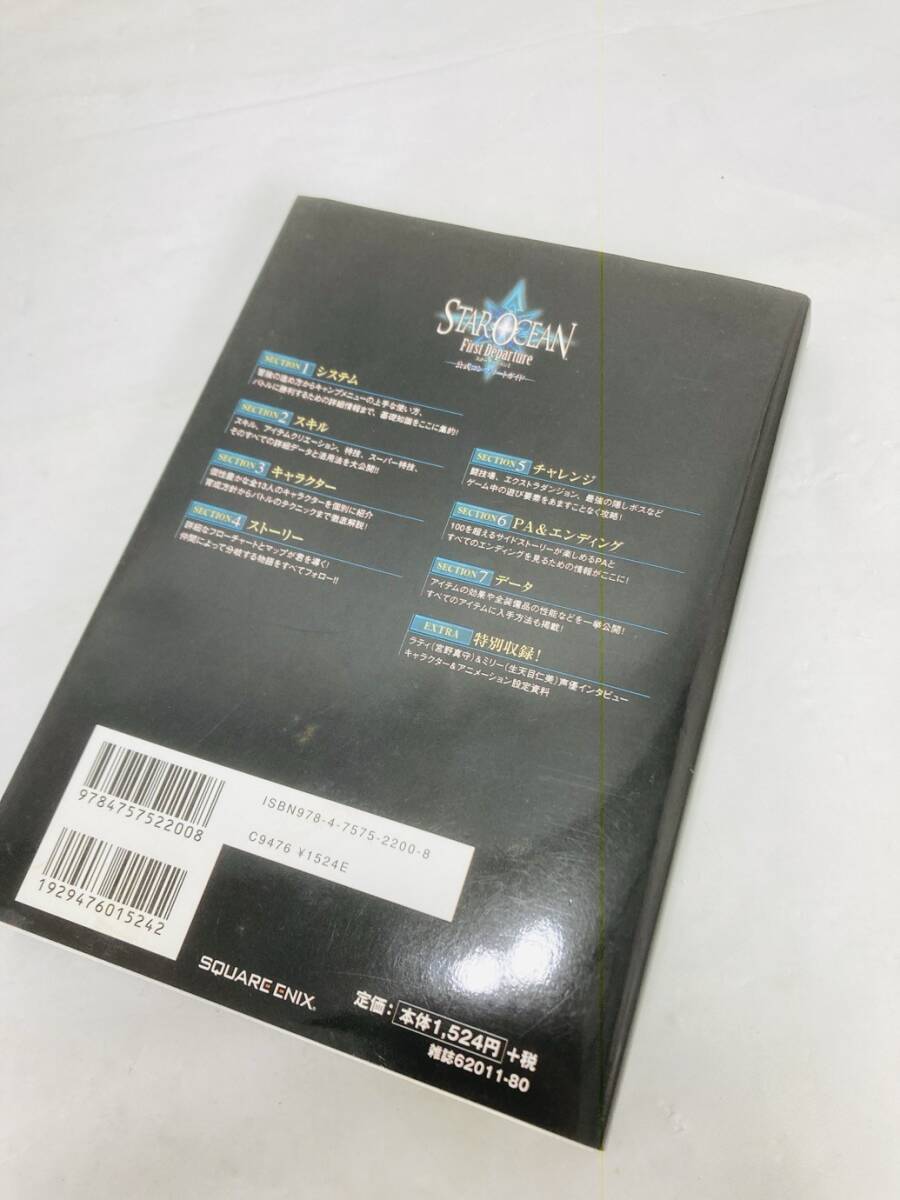 STAR OCEAN
First Departure
公式コンプリートガイド
SECTION 1 システム
冒険の進め方からキャンプメニューの上手な使い方、
バトルに勝利するための詳細情報まで、基礎知識をここに集約!
SECTION 2 スキル
スキル、アイテムクリエーション、特技、スーパー特技、
そのすべての詳細データと活用法を大公開!!
SECTION 3 キャラクター
個性豊かな全13人のキャラクターを個別に紹介
育成方針からバトルのテクニックまで徹底解説!
SECTION 4 ストーリー
詳細なフローチャートとマップが君を導く!
仲間によって分岐する物語をすべてフォロー!!
SECTION 5 チャレンジ
闘技場、エクストラダンジョン、最強の隠しボスなど
ゲーム中の遊び要素をあますことなく攻略!
SECTION 6 PA&エンディング
100を超えるサイドストーリーが楽しめるPAと
すべてのエンディングを見るための情報がここに!
SECTION 7 データ
アイテムの効果や全装備品の性能などを一挙公開!
すべてのアイテムに入手方法も掲載!
EXTRA 特別収録!
ラティ(宮野真守)&ミリー(生天目仁美)声優インタビュー
キャラクター&アニメーション設定資料
9784757522008
ISBN978-4-7575-2200-8
C9476 ¥1524E
1929476015242
SQUARE ENIX®
定価: 本体1,524円 +税
雑誌62011-80